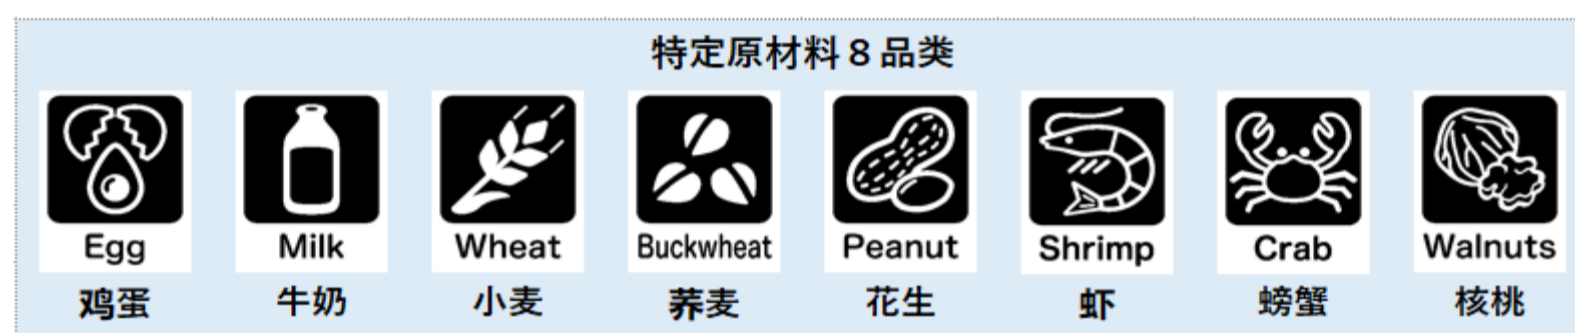 特定原材料８品类
Egg Milk Wheat Buckwheat Peanut Shrimp Crab Walnuts
鸡蛋 牛奶 小麦 荞麦 花生 虾 螃蟹 核桃